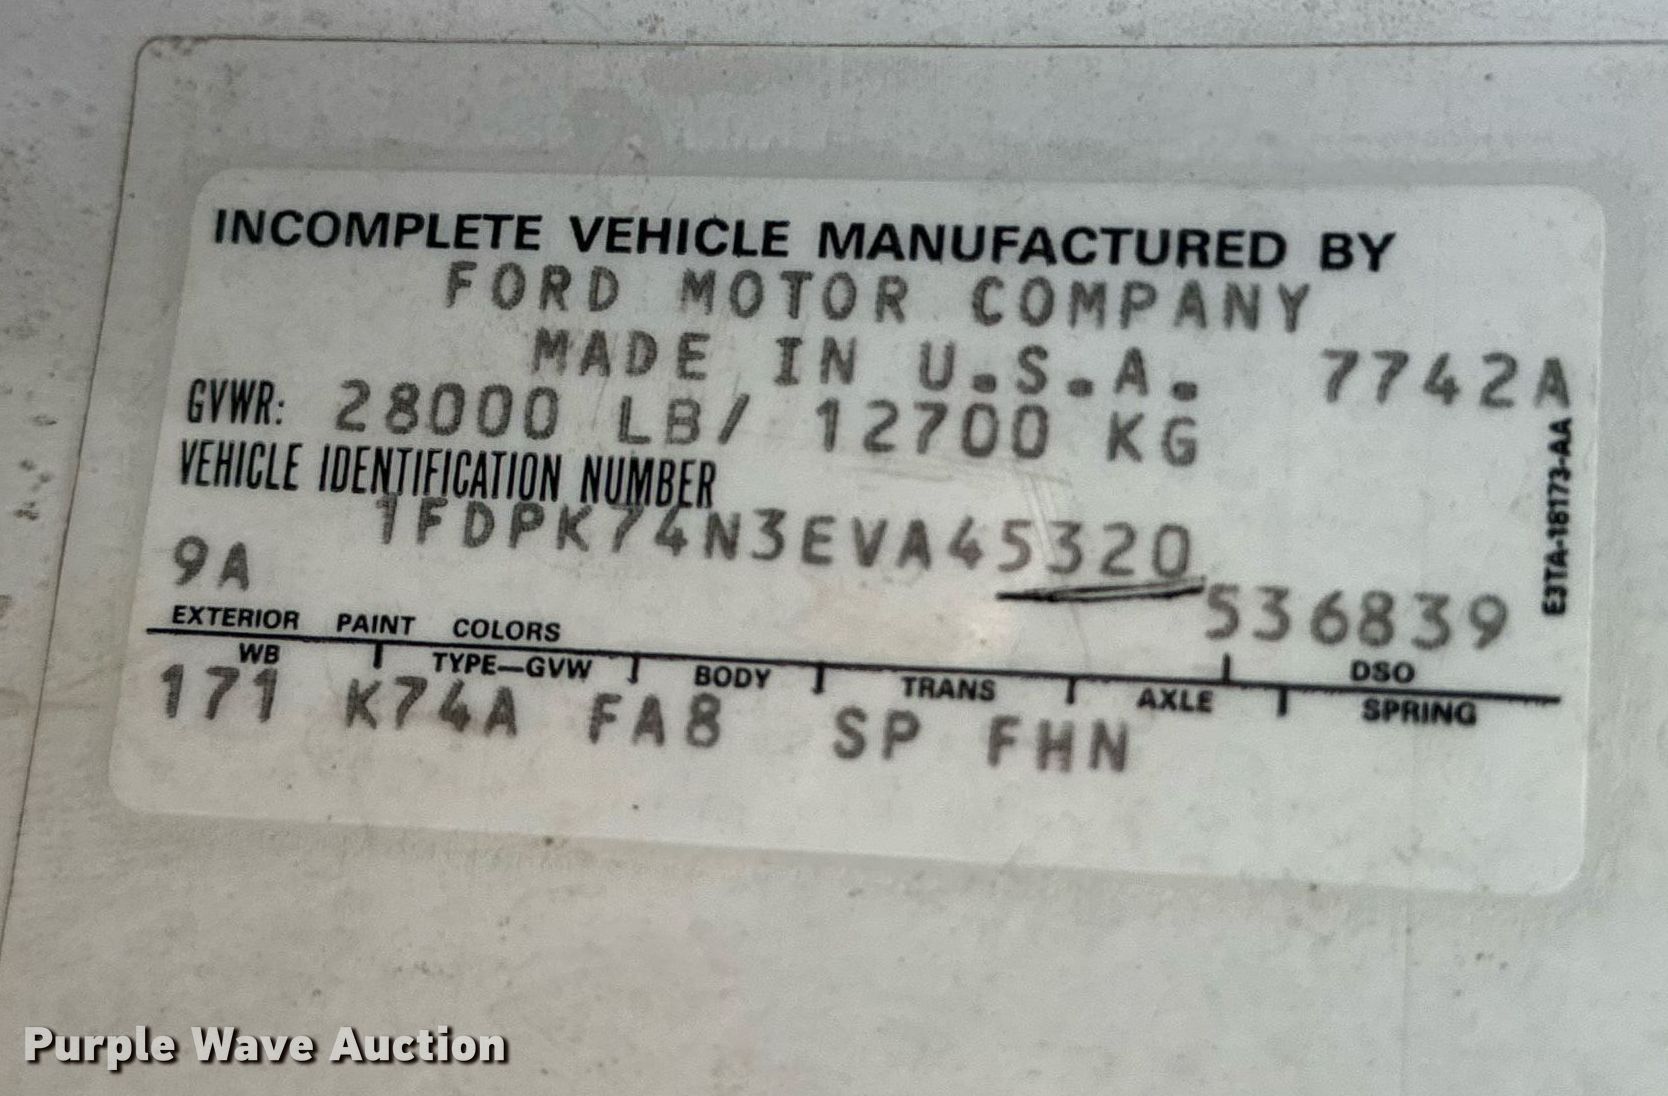 INCOMPLETE VEHICLE MANUFACTURED BY
FORD MOTOR COMPANY
MADE IN U.S.A. 7742A
GVWR: 28000 LB/ 12700 KG
VEHICLE IDENTIFICATION NUMBER
1FDPK74N3EVA45320
9A 536839
EXTERIOR PAINT COLORS DSO
WB TYPE—GVW BODY TRANS AXLE SPRING
171 K74A FA8 SP FHN
E3TA-18173-AA
Purple Wave Auction